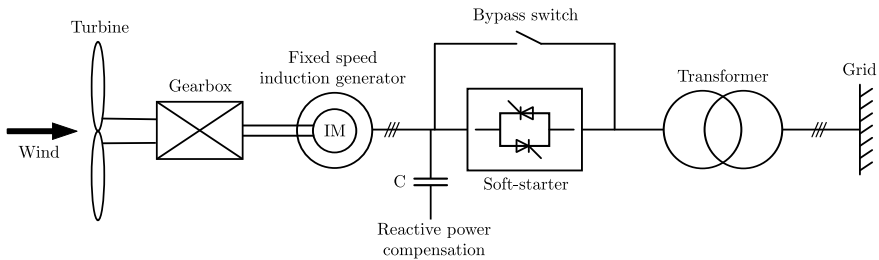 Bypass switch
Turbine
Fixed speed
induction generator
Gearbox
Transformer
Grid
IM
Wind
C
Soft-starter
Reactive power
compensation